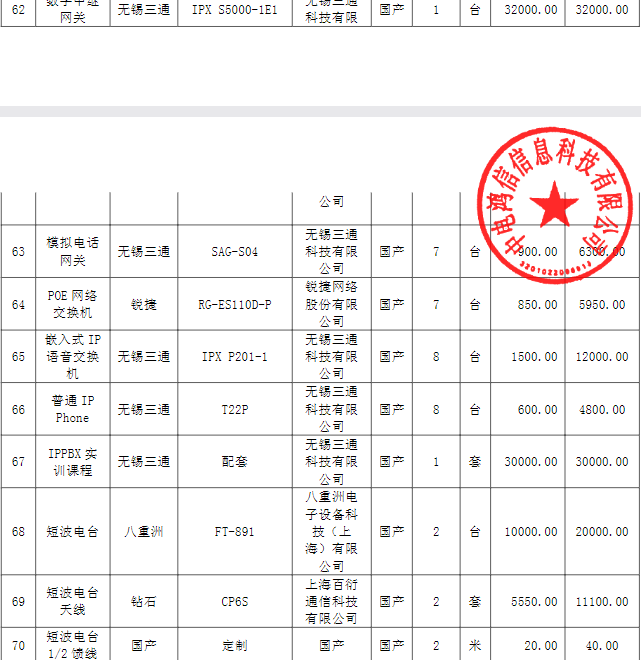 62 数字中继网关 无锡三通 IPX S5000-1E1 无锡三通科技有限 国产 1 台 32000.00 32000.00
公司
中电鸿信信息科技有限公司
63 模拟电话网关 无锡三通 SAG-S04 无锡三通科技有限公司 国产 7 台 900.00 6300.00
64 POE 网络交换机 锐捷 RG-ES110D-P 锐捷网络股份有限公司 国产 7 台 850.00 5950.00
65 嵌入式 IP 语音交换机 无锡三通 IPX P201-1 无锡三通科技有限公司 国产 8 台 1500.00 12000.00
66 普通 IP Phone 无锡三通 T22P 无锡三通科技有限公司 国产 8 台 600.00 4800.00
67 IPPBX 实训课程 无锡三通 配套 无锡三通科技有限公司 国产 1 套 30000.00 30000.00
68 短波电台 八重洲 FT-891 八重洲电子设备科技（上海）有限公司 国产 2 台 10000.00 20000.00
69 短波电台天线 钻石 CP6S 上海百衍通信科技有限公司 国产 2 套 5550.00 11100.00
70 短波电台 1/2 馈线 国产 定制 国产 国产 2 米 20.00 40.00